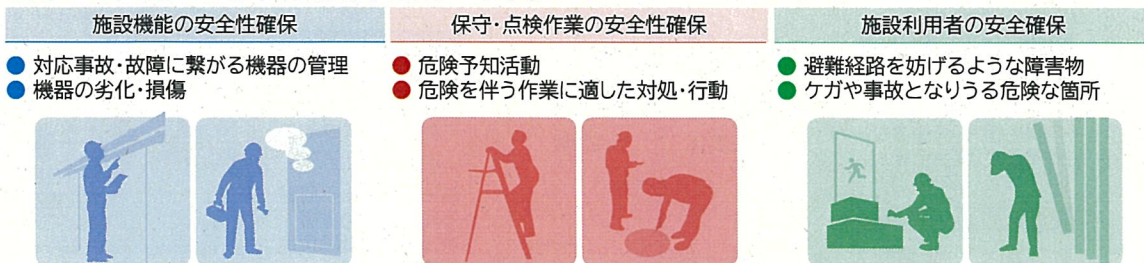 施設機能の安全性確保
● 対応事故・故障に繋がる機器の管理
● 機器の劣化・損傷
保守・点検作業の安全性確保
● 危険予知活動
● 危険を伴う作業に適した対処・行動
施設利用者の安全確保
● 避難経路を妨げるような障害物
● ケガや事故となりうる危険な箇所